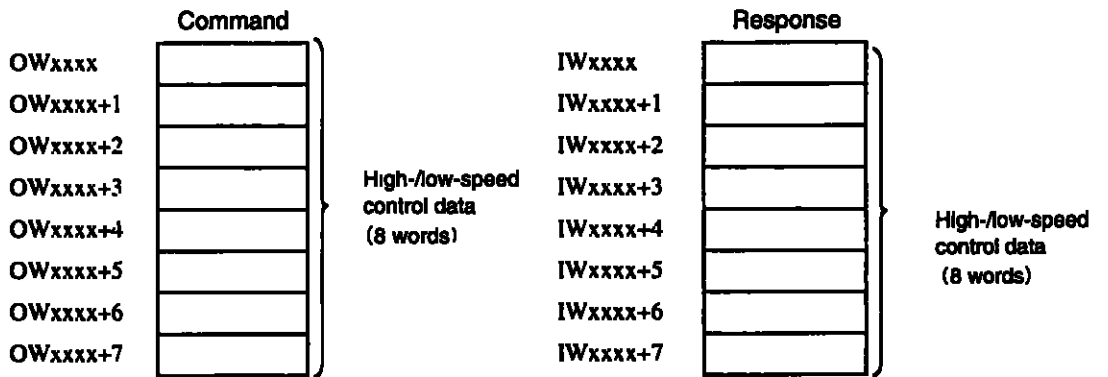 Command
OWxxxx
OWxxxx+1
OWxxxx+2
OWxxxx+3
OWxxxx+4
OWxxxx+5
OWxxxx+6
OWxxxx+7
High-/low-speed
control data
(8 words)
Response
IWxxxx
IWxxxx+1
IWxxxx+2
IWxxxx+3
IWxxxx+4
IWxxxx+5
IWxxxx+6
IWxxxx+7
High-/low-speed
control data
(8 words)